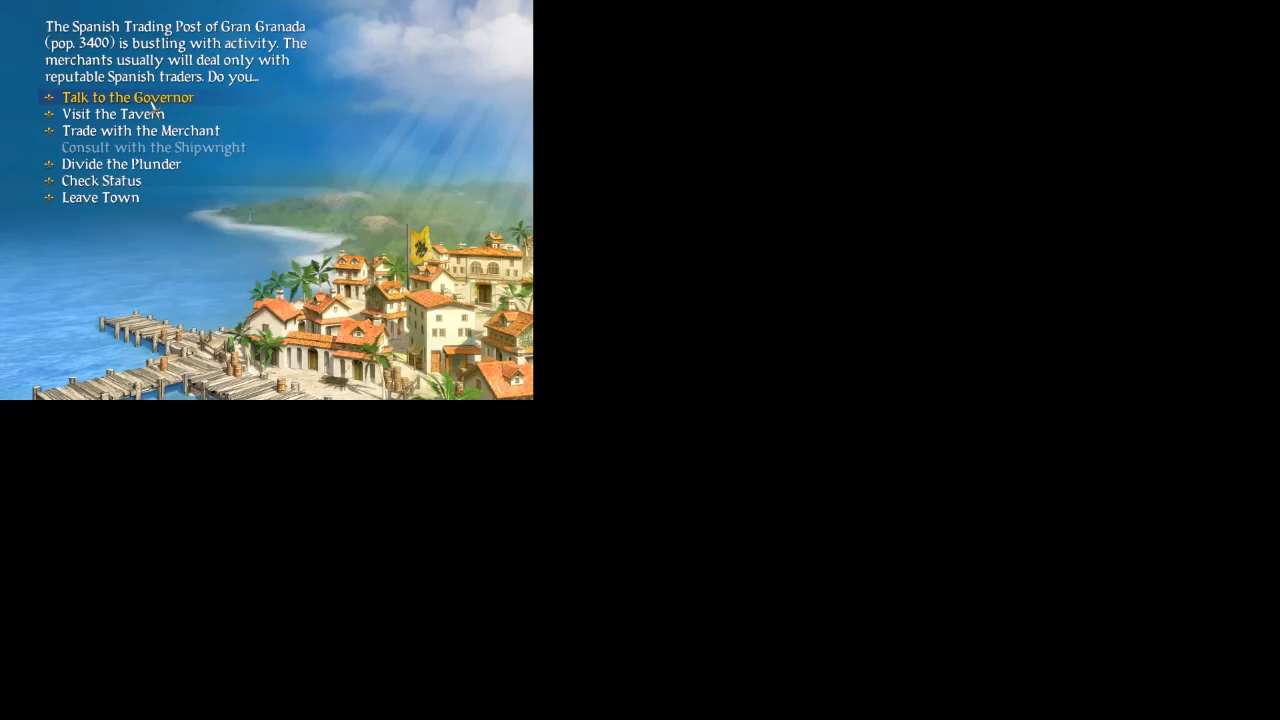 The Spanish Trading Post of Gran Granada
(pop. 3400) is bustling with activity. The
merchants usually will deal only with
reputable Spanish traders. Do you...
Talk to the Governor
Visit the Tavern
Trade with the Merchant
Consult with the Shipwright
Divide the Plunder
Check Status
Leave Town